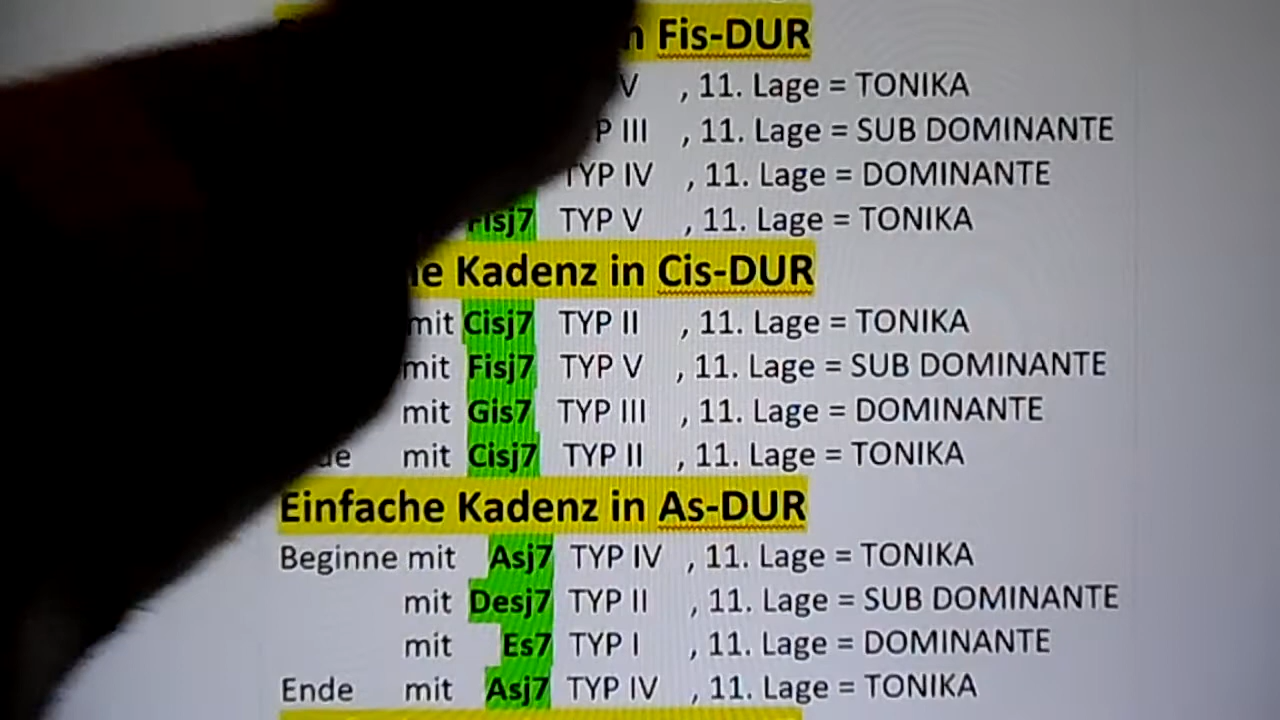 Fis-DUR
V , 11. Lage = TONIKA
III , 11. Lage = SUB DOMINANTE
TYP IV , 11. Lage = DOMINANTE
Fisj7 TYP V , 11. Lage = TONIKA
Kadenz in Cis-DUR
mit Cisj7 TYP II , 11. Lage = TONIKA
mit Fisj7 TYP V , 11. Lage = SUB DOMINANTE
mit Gis7 TYP III , 11. Lage = DOMINANTE
mit Cisj7 TYP II , 11. Lage = TONIKA
Einfache Kadenz in As-DUR
Beginne mit Asj7 TYP IV , 11. Lage = TONIKA
mit Desj7 TYP II , 11. Lage = SUB DOMINANTE
mit Es7 TYP I , 11. Lage = DOMINANTE
Ende mit Asj7 TYP IV , 11. Lage = TONIKA